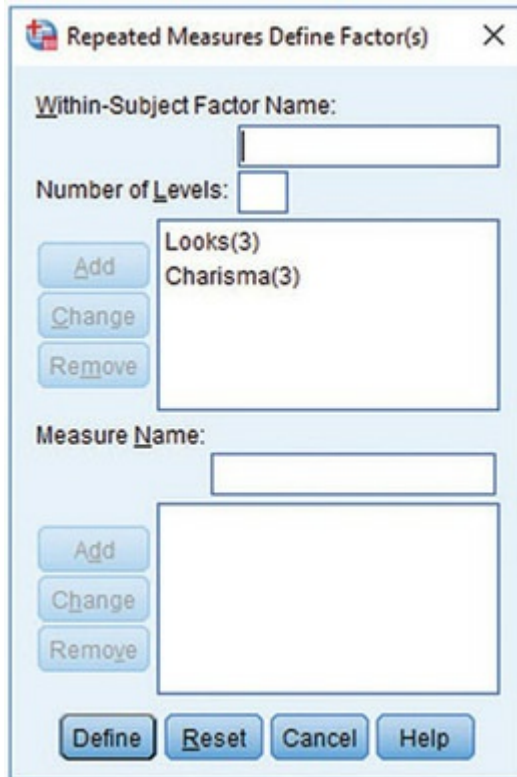 Repeated Measures Define Factor(s)
Within-Subject Factor Name:
Number of Levels:
Looks(3)
Charisma(3)
Add
Change
Remove
Measure Name:
Add
Change
Remove
Define Reset Cancel Help